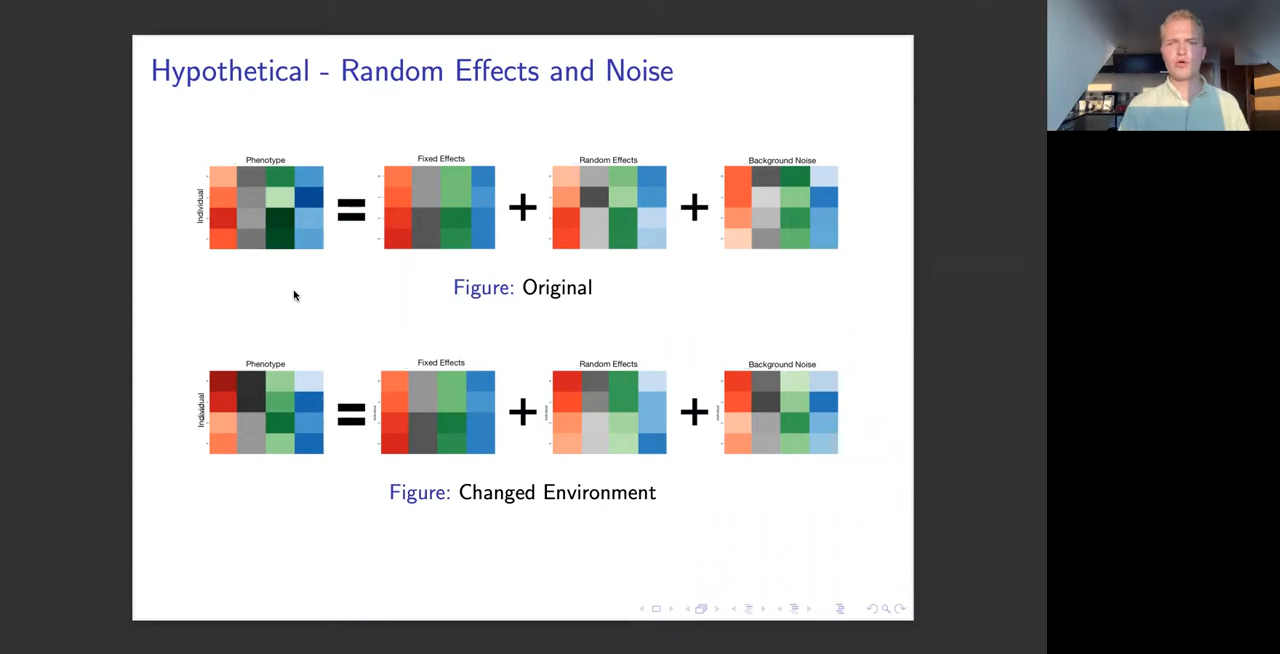 Hypothetical - Random Effects and Noise
Phenotype
Fixed Effects
Random Effects
Background Noise
Individual
=
+
+
Figure: Original
Phenotype
Fixed Effects
Random Effects
Background Noise
Individual
=
+
+
Figure: Changed Environment